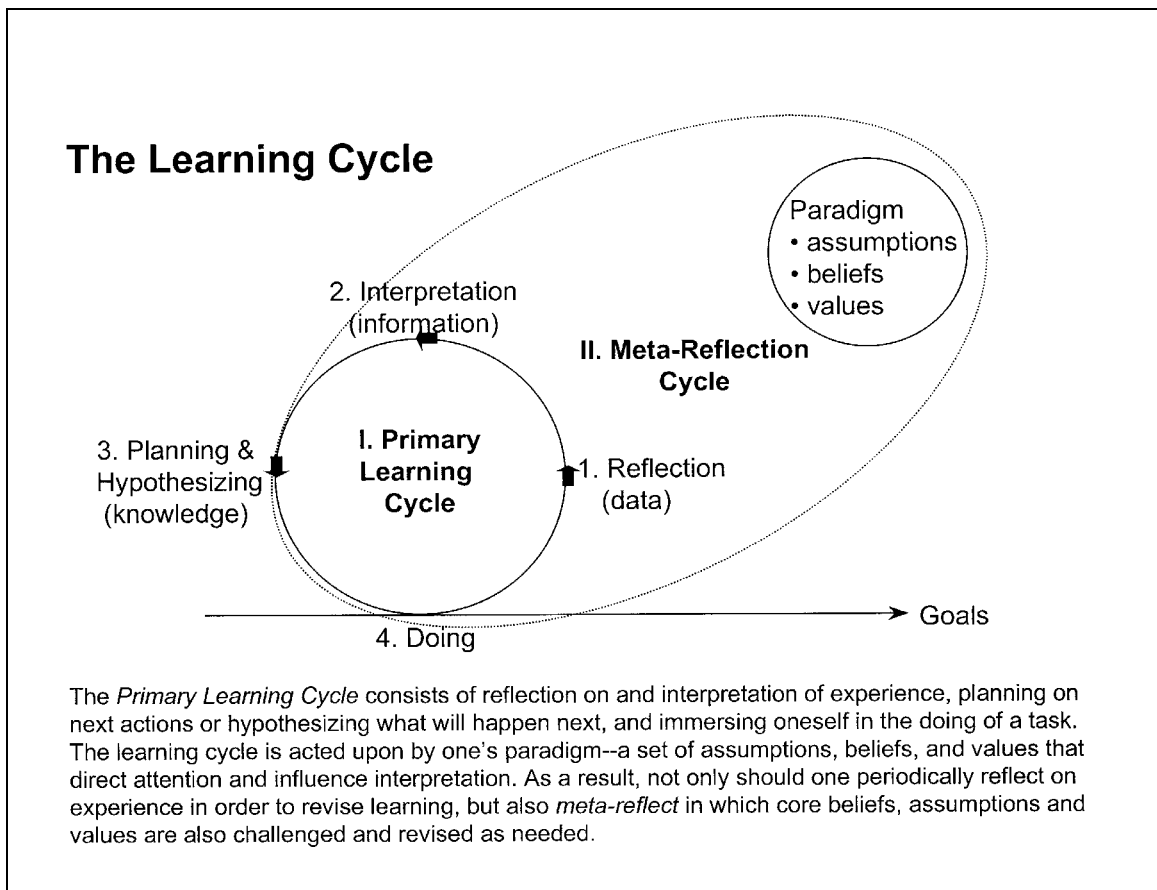 The Learning Cycle
Paradigm
• assumptions
• beliefs
• values
2. Interpretation
(information)
II. Meta-Reflection
Cycle
3. Planning &
Hypothesizing
(knowledge)
I. Primary
Learning
Cycle
1. Reflection
(data)
Goals
4. Doing
The Primary Learning Cycle consists of reflection on and interpretation of experience, planning on
next actions or hypothesizing what will happen next, and immersing oneself in the doing of a task.
The learning cycle is acted upon by one's paradigm--a set of assumptions, beliefs, and values that
direct attention and influence interpretation. As a result, not only should one periodically reflect on
experience in order to revise learning, but also meta-reflect in which core beliefs, assumptions and
values are also challenged and revised as needed.